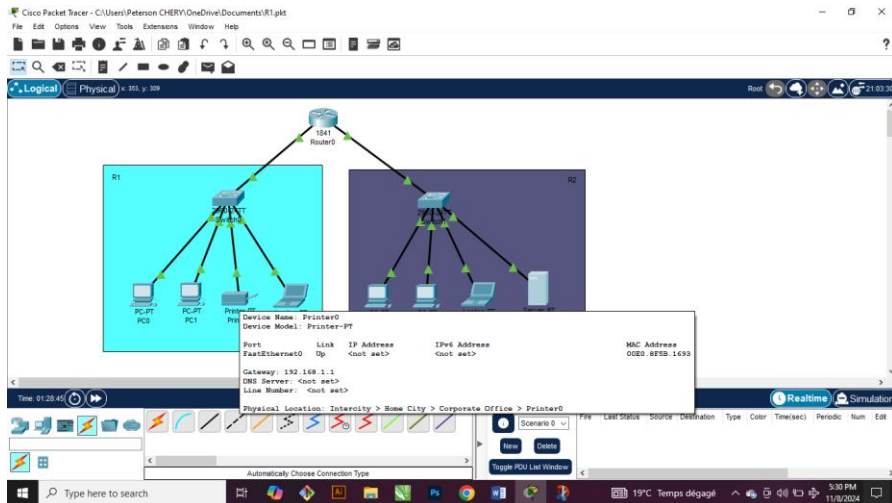 Cisco Packet Tracer - C:\Users\Peterson CHERY\OneDrive\Documents\R1.pkt
File Edit Options View Tools Extensions Window Help
Logical Physical x: 353, y: 309 Root 21:03:30
1841
Router0
R1 R2
PC-PT PC-PT
PC0 PC1
Device Name: Printer0
Device Model: Printer-PT
Port Link IP Address IPv6 Address MAC Address
FastEthernet0 Up <not set> <not set> 00E0.8F5B.1693
Gateway: 192.168.1.1
DNS Server: <not set>
Line Number: <not set>
Physical Location: Intercity > Home City > Corporate Office > Printer0
Time: 01:28:45 Realtime Simulation
Scenario 0
Fire Last Status Source Destination Type Color Time(sec) Periodic Num Edit
New Delete
Toggle PDU List Window
Automatically Choose Connection Type
Type here to search
19°C Temps dégagé
5:30 PM
11/8/2024